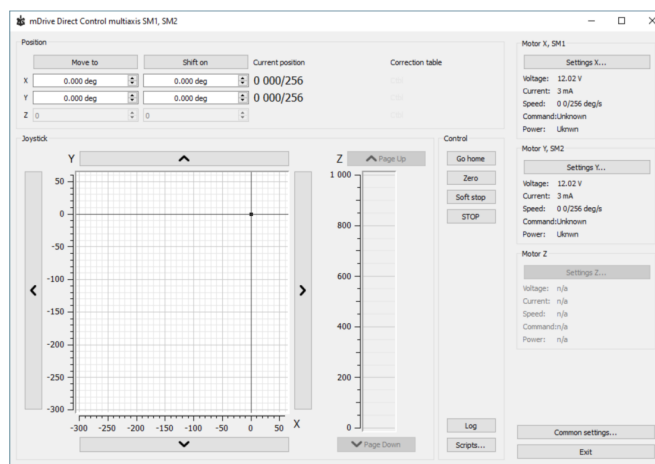 mDrive Direct Control multiaxis SM1, SM2
Position
Move to Shift on Current position Correction table
X 0.000 deg 0.000 deg 0 000/256
Y 0.000 deg 0.000 deg 0 000/256
Z 0 0
Joystick
Y
50
0
-50
-100
-150
-200
-250
-300
-300 -250 -200 -150 -100 -50 0 50 X
Z Page Up
1 000
800
600
400
200
0
Page Down
Control
Go home
Zero
Soft stop
STOP
Log
Scripts...
Motor X, SM1
Settings X...
Voltage: 12.02 V
Current: 3 mA
Speed: 0 0/256 deg/s
Command:Unknown
Power: Uknwn
Motor Y, SM2
Settings Y...
Voltage: 12.02 V
Current: 3 mA
Speed: 0 0/256 deg/s
Command:Unknown
Power: Uknwn
Motor Z
Settings Z...
Voltage: n/a
Current: n/a
Speed: n/a
Command:n/a
Power: n/a
Common settings...
Exit